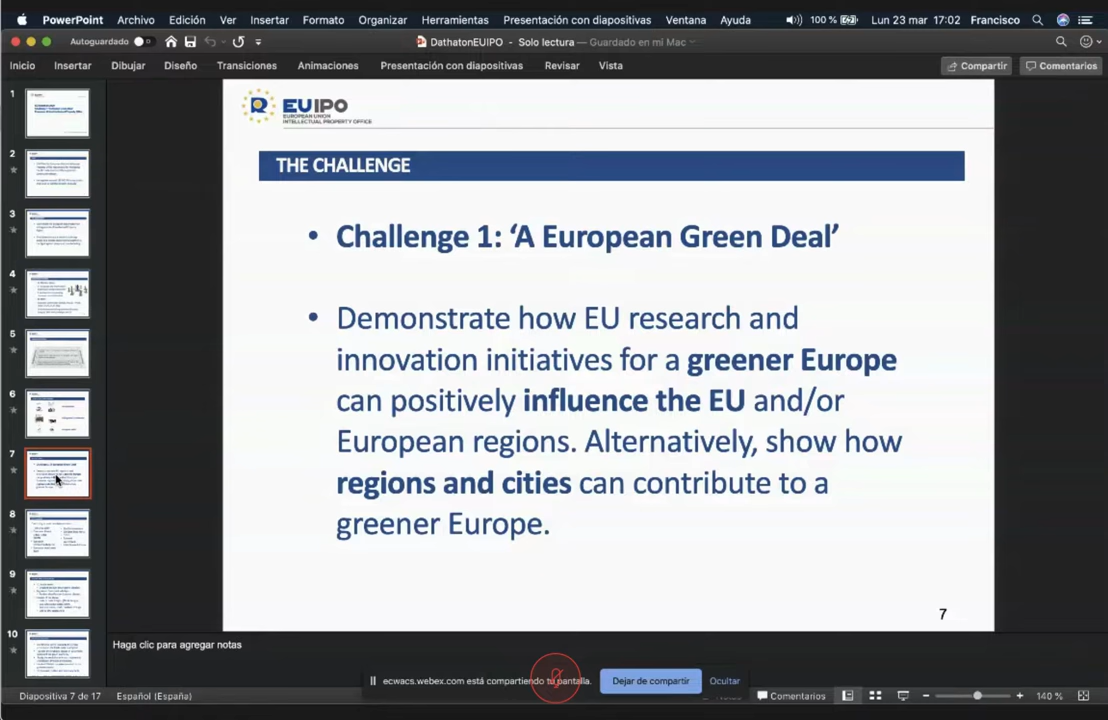 PowerPoint Archivo Edición Ver Insertar Formato Organizar Herramientas Presentación con diapositivas Ventana Ayuda 100 % Lun 23 mar 17:02 Francisco
Autoguardado DathatonEUIPO - Solo lectura — Guardado en mi Mac
Inicio Insertar Dibujar Diseño Transiciones Animaciones Presentación con diapositivas Revisar Vista Compartir Comentarios
1
2
3
4
5
6
7
8
9
10
EUIPO
EUROPEAN UNION
INTELLECTUAL PROPERTY OFFICE
THE CHALLENGE
• Challenge 1: ‘A European Green Deal’
• Demonstrate how EU research and
innovation initiatives for a greener Europe
can positively influence the EU and/or
European regions. Alternatively, show how
regions and cities can contribute to a
greener Europe.
7
Haga clic para agregar notas
ecwacs.webex.com está compartiendo tu pantalla. Dejar de compartir Ocultar
Diapositiva 7 de 17 Español (España) Comentarios 140 %